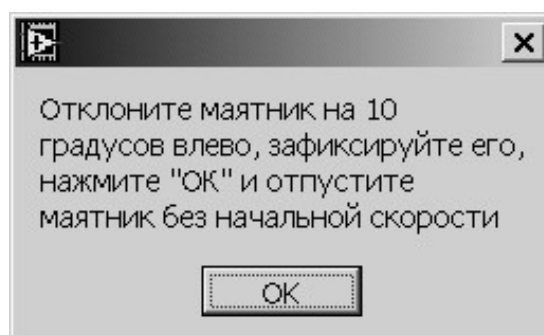 Отклоните маятник на 10
градусов влево, зафиксируйте его,
нажмите "ОК" и отпустите
маятник без начальной скорости
OK